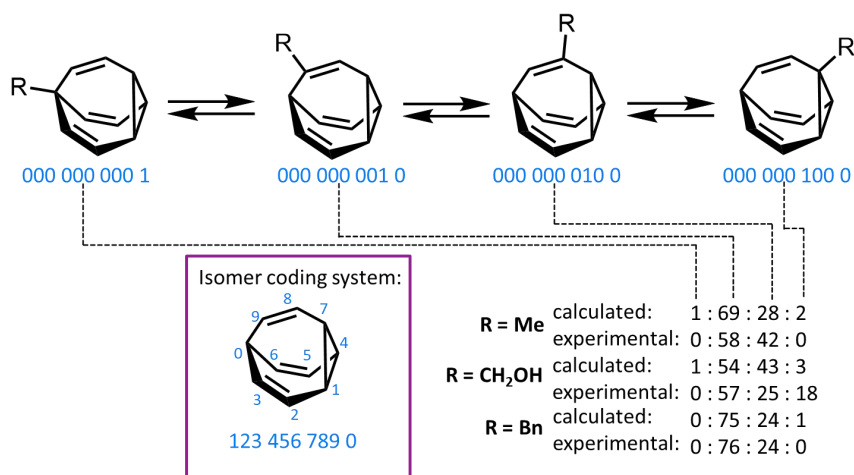 R
R
R
R
000 000 000 1
000 000 001 0
000 000 010 0
000 000 100 0
Isomer coding system:
8
9
7
0
6
5
4
3
2
1
123 456 789 0
R = Me
calculated: 1 : 69 : 28 : 2
experimental: 0 : 58 : 42 : 0
R = CH₂OH
calculated: 1 : 54 : 43 : 3
experimental: 0 : 57 : 25 : 18
R = Bn
calculated: 0 : 75 : 24 : 1
experimental: 0 : 76 : 24 : 0